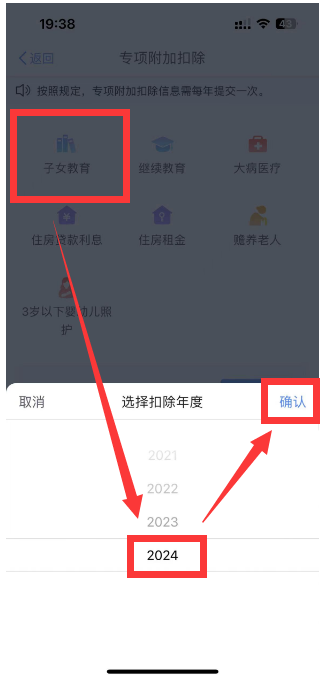 19:38
43
返回
专项附加扣除
按照规定，专项附加扣除信息需每年提交一次。
子女教育
继续教育
大病医疗
住房贷款利息
住房租金
赡养老人
3岁以下婴幼儿照
护
取消
选择扣除年度
确认
2021
2022
2023
2024